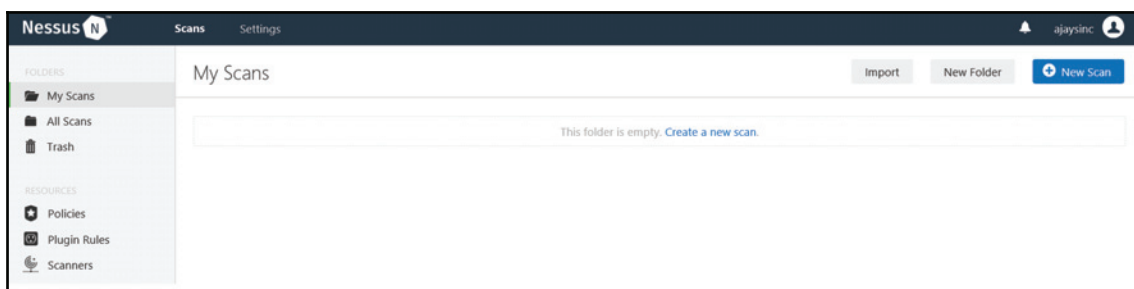 Nessus N ™
Scans
Settings
ajaysinc
FOLDERS
My Scans
All Scans
Trash
RESOURCES
Policies
Plugin Rules
Scanners
My Scans
Import
New Folder
New Scan
This folder is empty. Create a new scan.